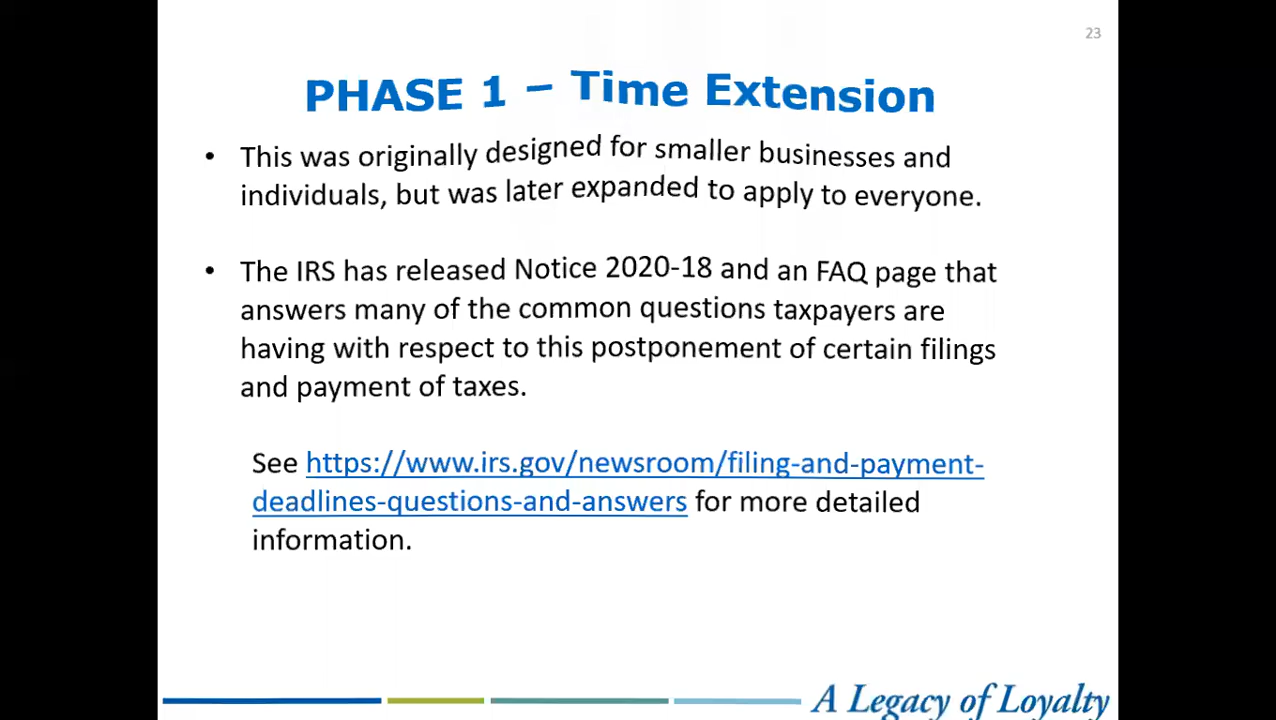 23
PHASE 1 – Time Extension
• This was originally designed for smaller businesses and
individuals, but was later expanded to apply to everyone.
• The IRS has released Notice 2020-18 and an FAQ page that
answers many of the common questions taxpayers are
having with respect to this postponement of certain filings
and payment of taxes.
See https://www.irs.gov/newsroom/filing-and-payment-
deadlines-questions-and-answers for more detailed
information.
A Legacy of Loyalty